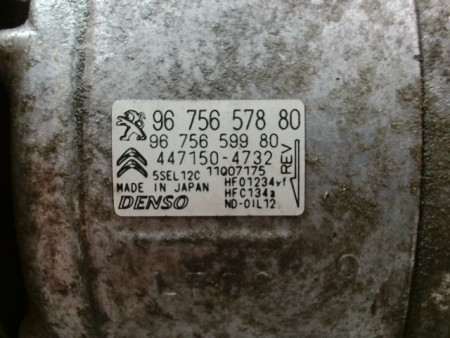 96 756 578 80
96 756 599 80
447150-4732
5SEL12C 11007175
MADE IN JAPAN
HFO1234yf
HFC134a
DENSO
ND-OIL12
REV